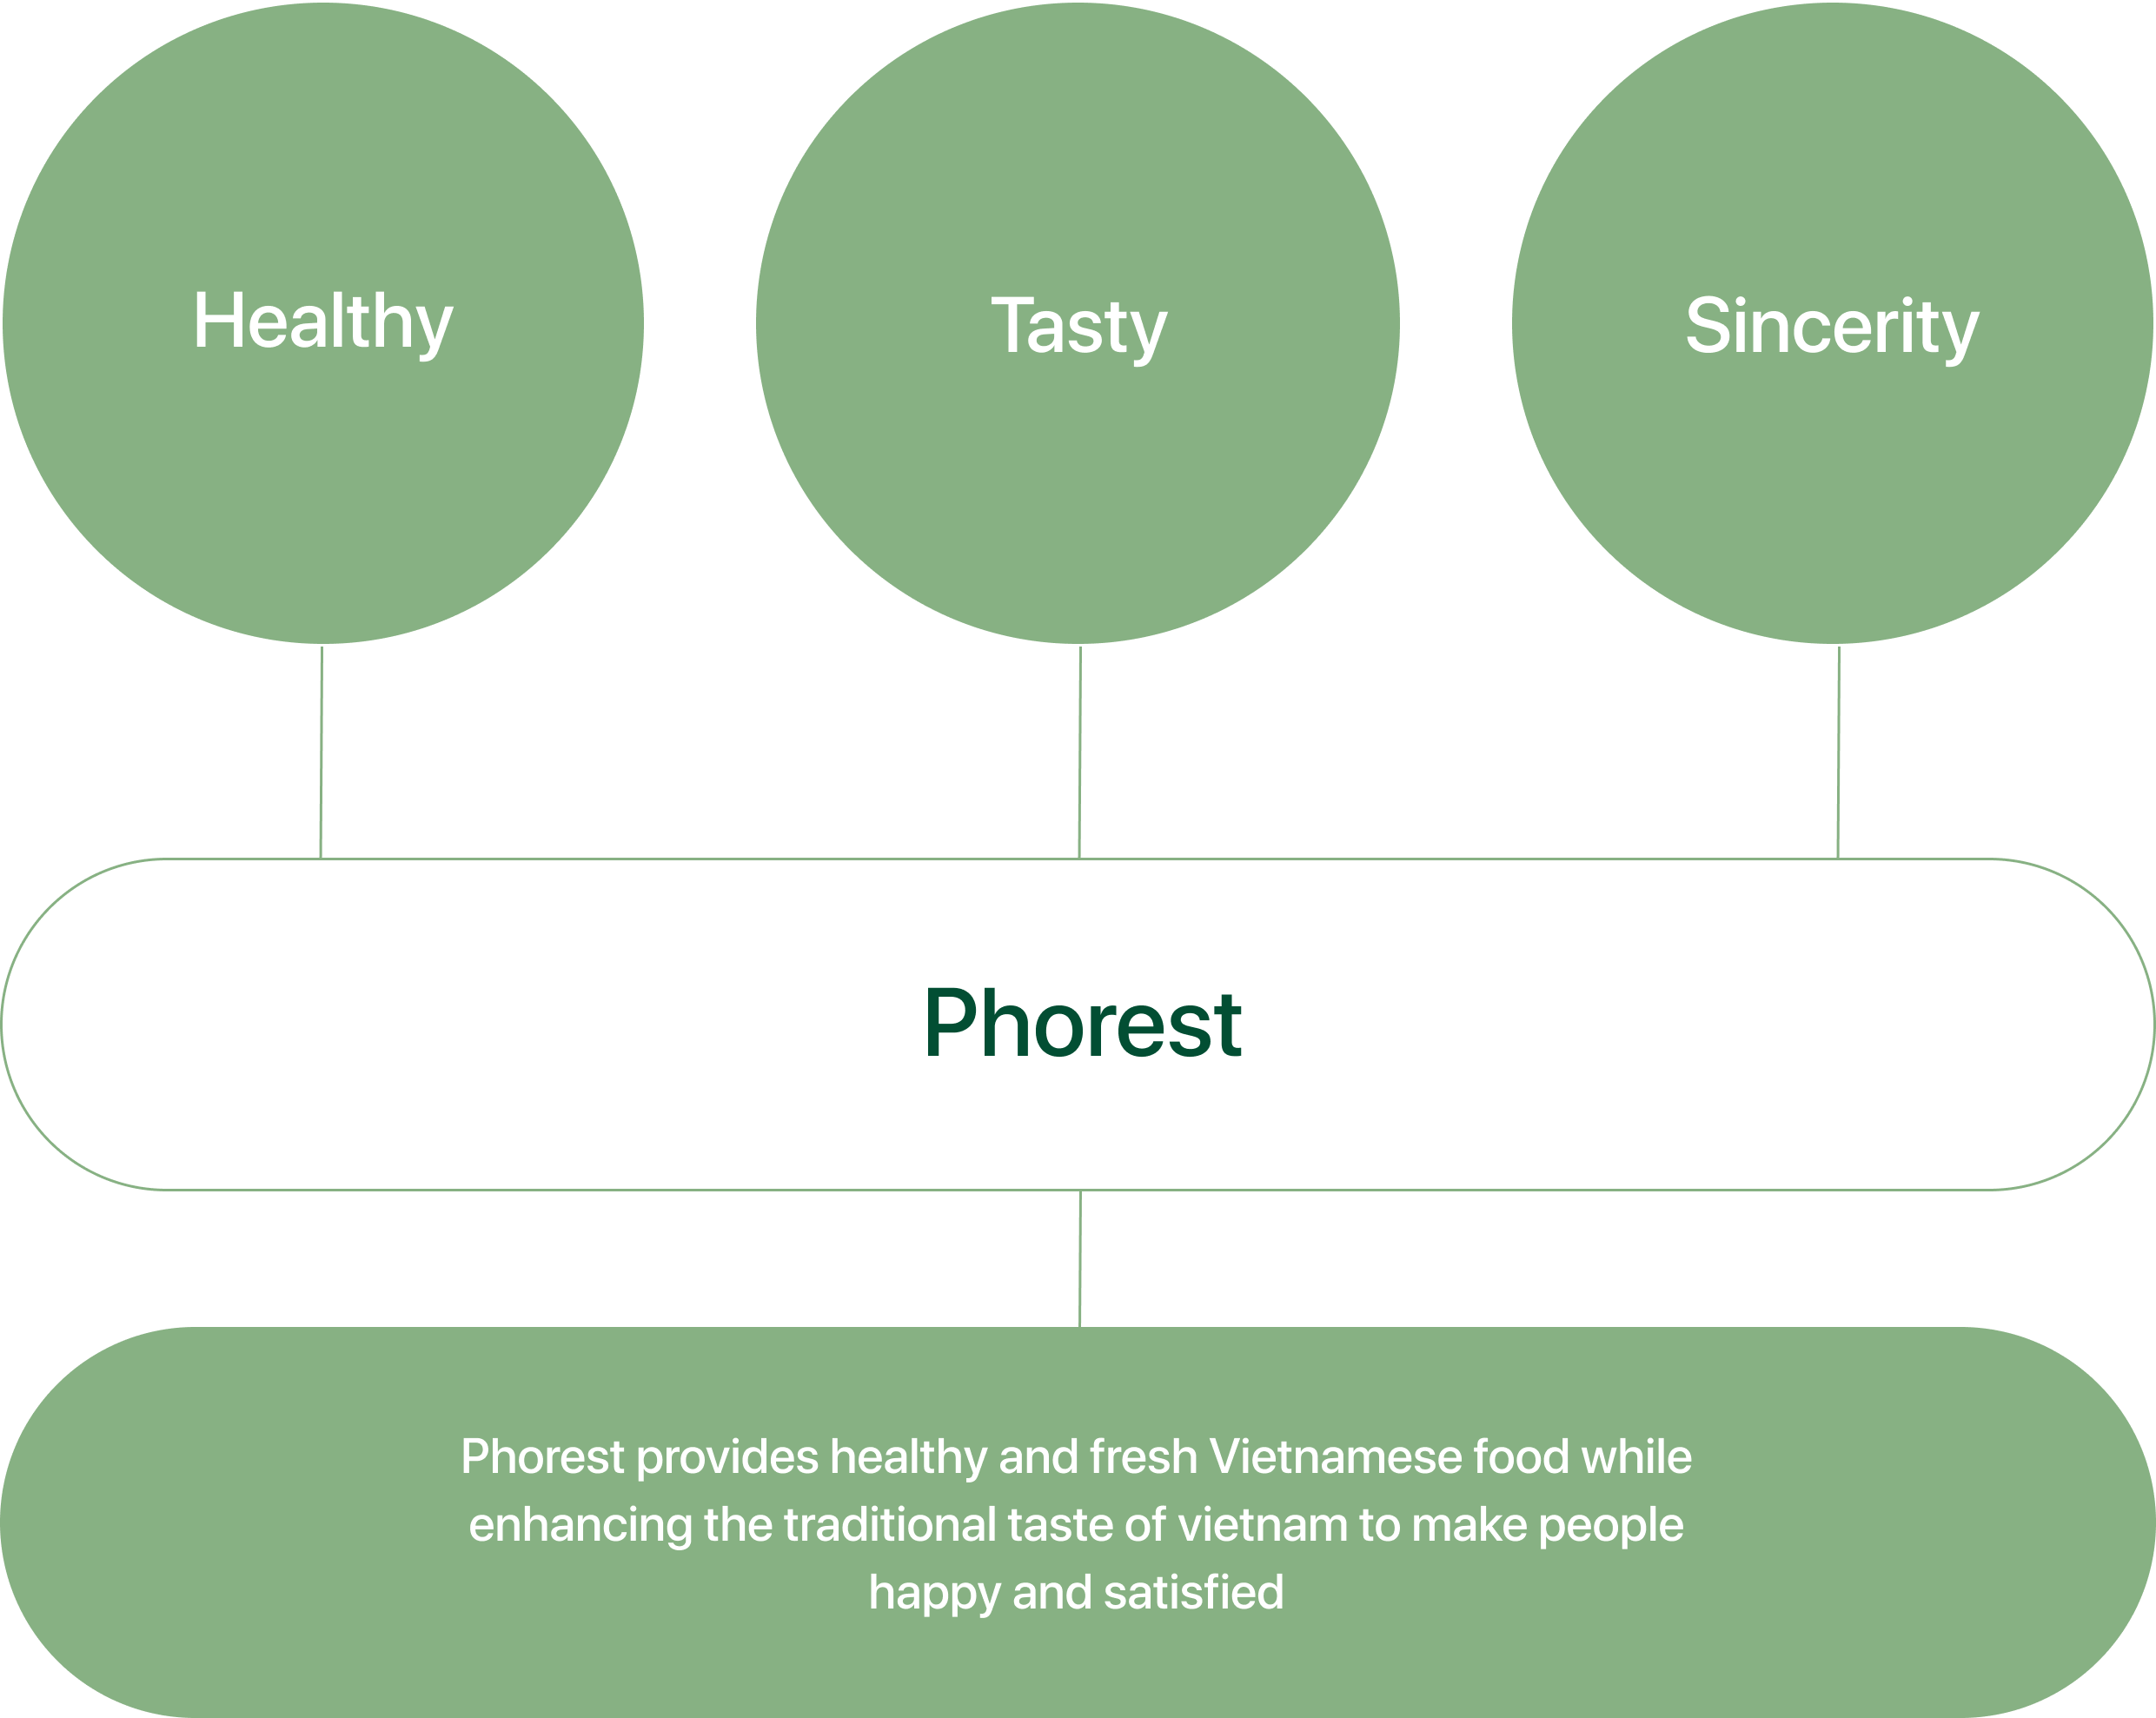 Healthy
Tasty
Sincerity
Phorest
Phorest provides healthy and fresh Vietnamese food while
enhancing the traditional taste of vietnam to make people
happy and satisfied